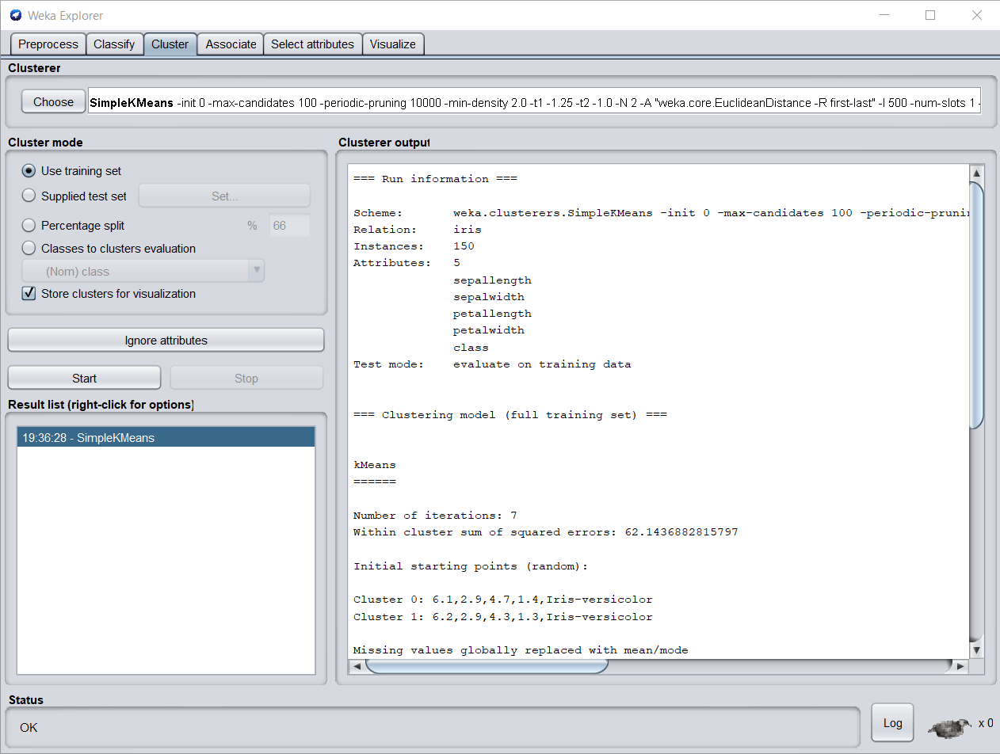 Weka Explorer
Preprocess Classify Cluster Associate Select attributes Visualize
Clusterer
Choose SimpleKMeans -init 0 -max-candidates 100 -periodic-pruning 10000 -min-density 2.0 -t1 -1.25 -t2 -1.0 -N 2 -A "weka.core.EuclideanDistance -R first-last" -I 500 -num-slots 1 -
Cluster mode
Use training set
Supplied test set Set...
Percentage split % 66
Classes to clusters evaluation
(Nom) class
Store clusters for visualization
Ignore attributes
Start Stop
Result list (right-click for options)
19:36:28 - SimpleKMeans
Clusterer output
=== Run information ===
Scheme: weka.clusterers.SimpleKMeans -init 0 -max-candidates 100 -periodic-prunin
Relation: iris
Instances: 150
Attributes: 5
sepallength
sepalwidth
petallength
petalwidth
class
Test mode: evaluate on training data
=== Clustering model (full training set) ===
kMeans
======
Number of iterations: 7
Within cluster sum of squared errors: 62.1436882815797
Initial starting points (random):
Cluster 0: 6.1,2.9,4.7,1.4,Iris-versicolor
Cluster 1: 6.2,2.9,4.3,1.3,Iris-versicolor
Missing values globally replaced with mean/mode
Status
OK
Log x 0